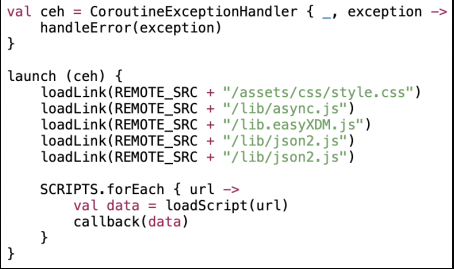 val ceh = CoroutineExceptionHandler { _, exception ->
    handleError(exception)
}

launch (ceh) {
    loadLink(REMOTE_SRC + "/assets/css/style.css")
    loadLink(REMOTE_SRC + "/lib/async.js")
    loadLink(REMOTE_SRC + "/lib.easyXDM.js")
    loadLink(REMOTE_SRC + "/lib/json2.js")
    loadLink(REMOTE_SRC + "/lib/json2.js")

    SCRIPTS.forEach { url ->
        val data = loadScript(url)
        callback(data)
    }
}